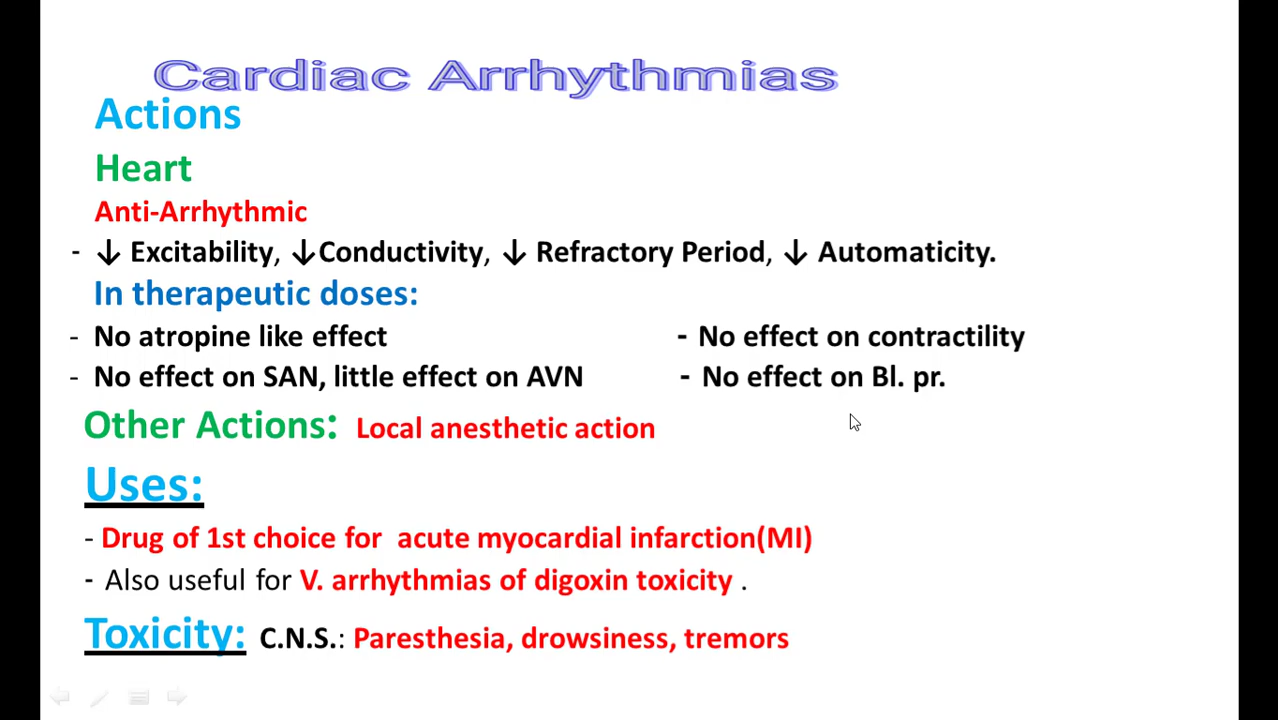 Cardiac Arrhythmias
Actions
Heart
Anti-Arrhythmic
- ↓ Excitability, ↓Conductivity, ↓ Refractory Period, ↓ Automaticity.
In therapeutic doses:
- No atropine like effect - No effect on contractility
- No effect on SAN, little effect on AVN - No effect on Bl. pr.
Other Actions: Local anesthetic action
Uses:
- Drug of 1st choice for acute myocardial infarction(MI)
- Also useful for V. arrhythmias of digoxin toxicity .
Toxicity: C.N.S.: Paresthesia, drowsiness, tremors